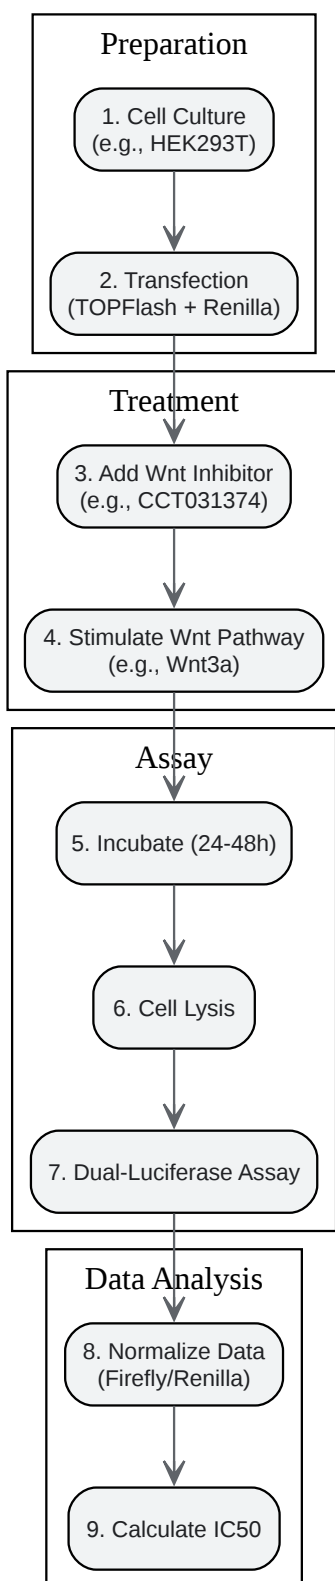 Preparation
1. Cell Culture
(e.g., HEK293T)
2. Transfection
(TOPFlash + Renilla)
Treatment
3. Add Wnt Inhibitor
(e.g., CCT031374)
4. Stimulate Wnt Pathway
(e.g., Wnt3a)
Assay
5. Incubate (24-48h)
6. Cell Lysis
7. Dual-Luciferase Assay
Data Analysis
8. Normalize Data
(Firefly/Renilla)
9. Calculate IC50